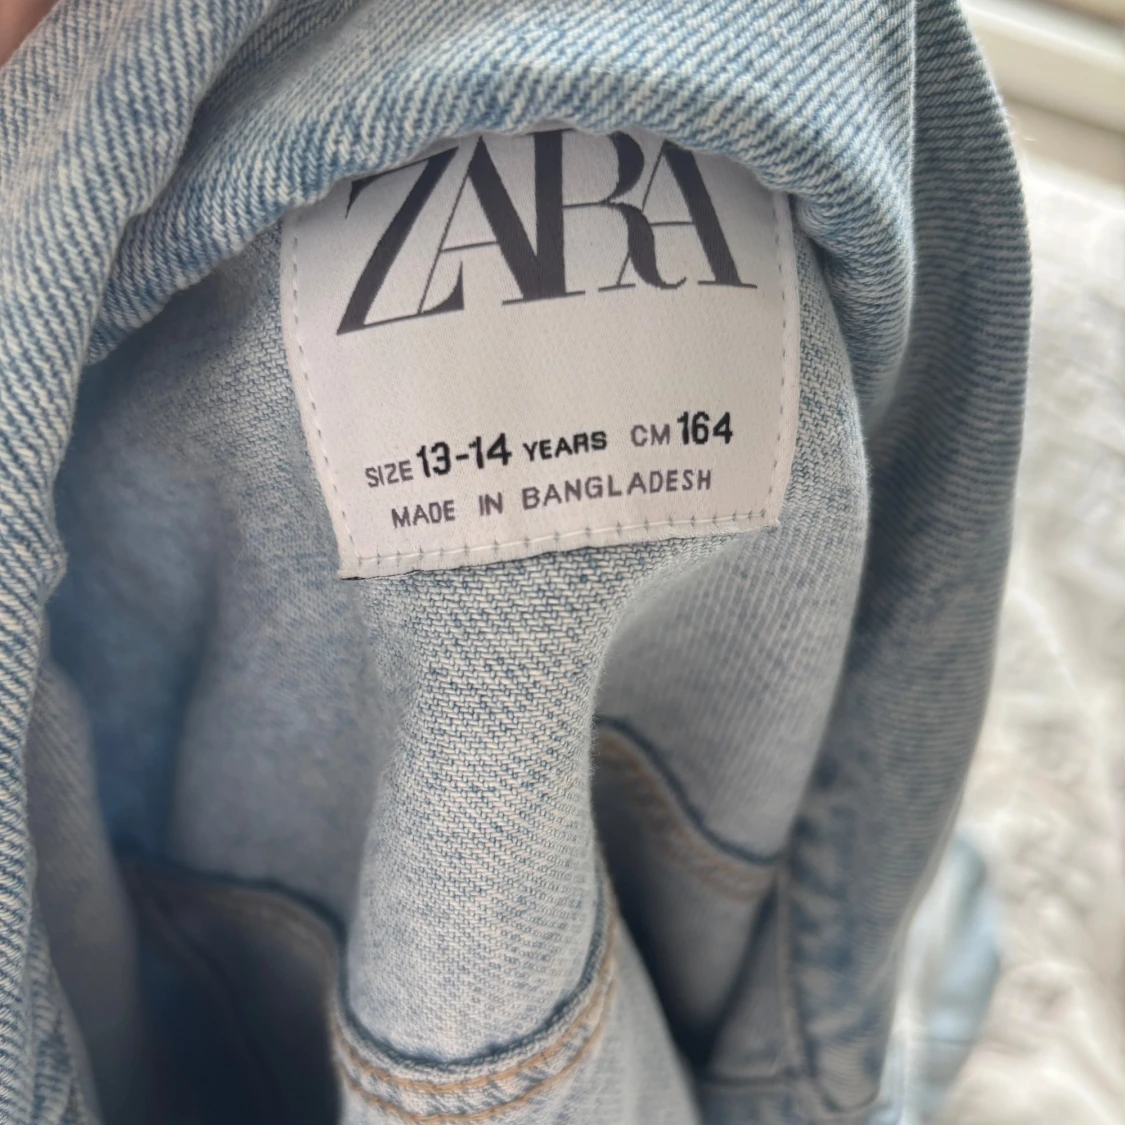 ZARA
SIZE 13-14 YEARS CM 164
MADE IN BANGLADESH